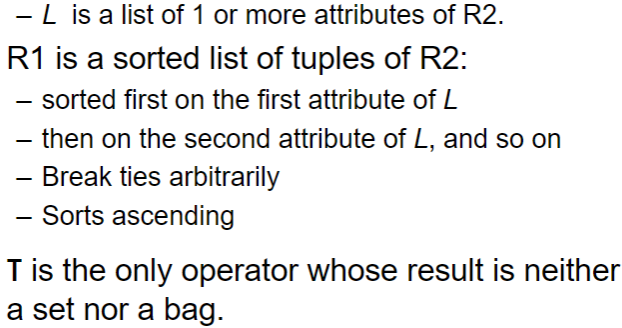 – L is a list of 1 or more attributes of R2.
R1 is a sorted list of tuples of R2:
– sorted first on the first attribute of L
– then on the second attribute of L, and so on
– Break ties arbitrarily
– Sorts ascending
T is the only operator whose result is neither
a set nor a bag.